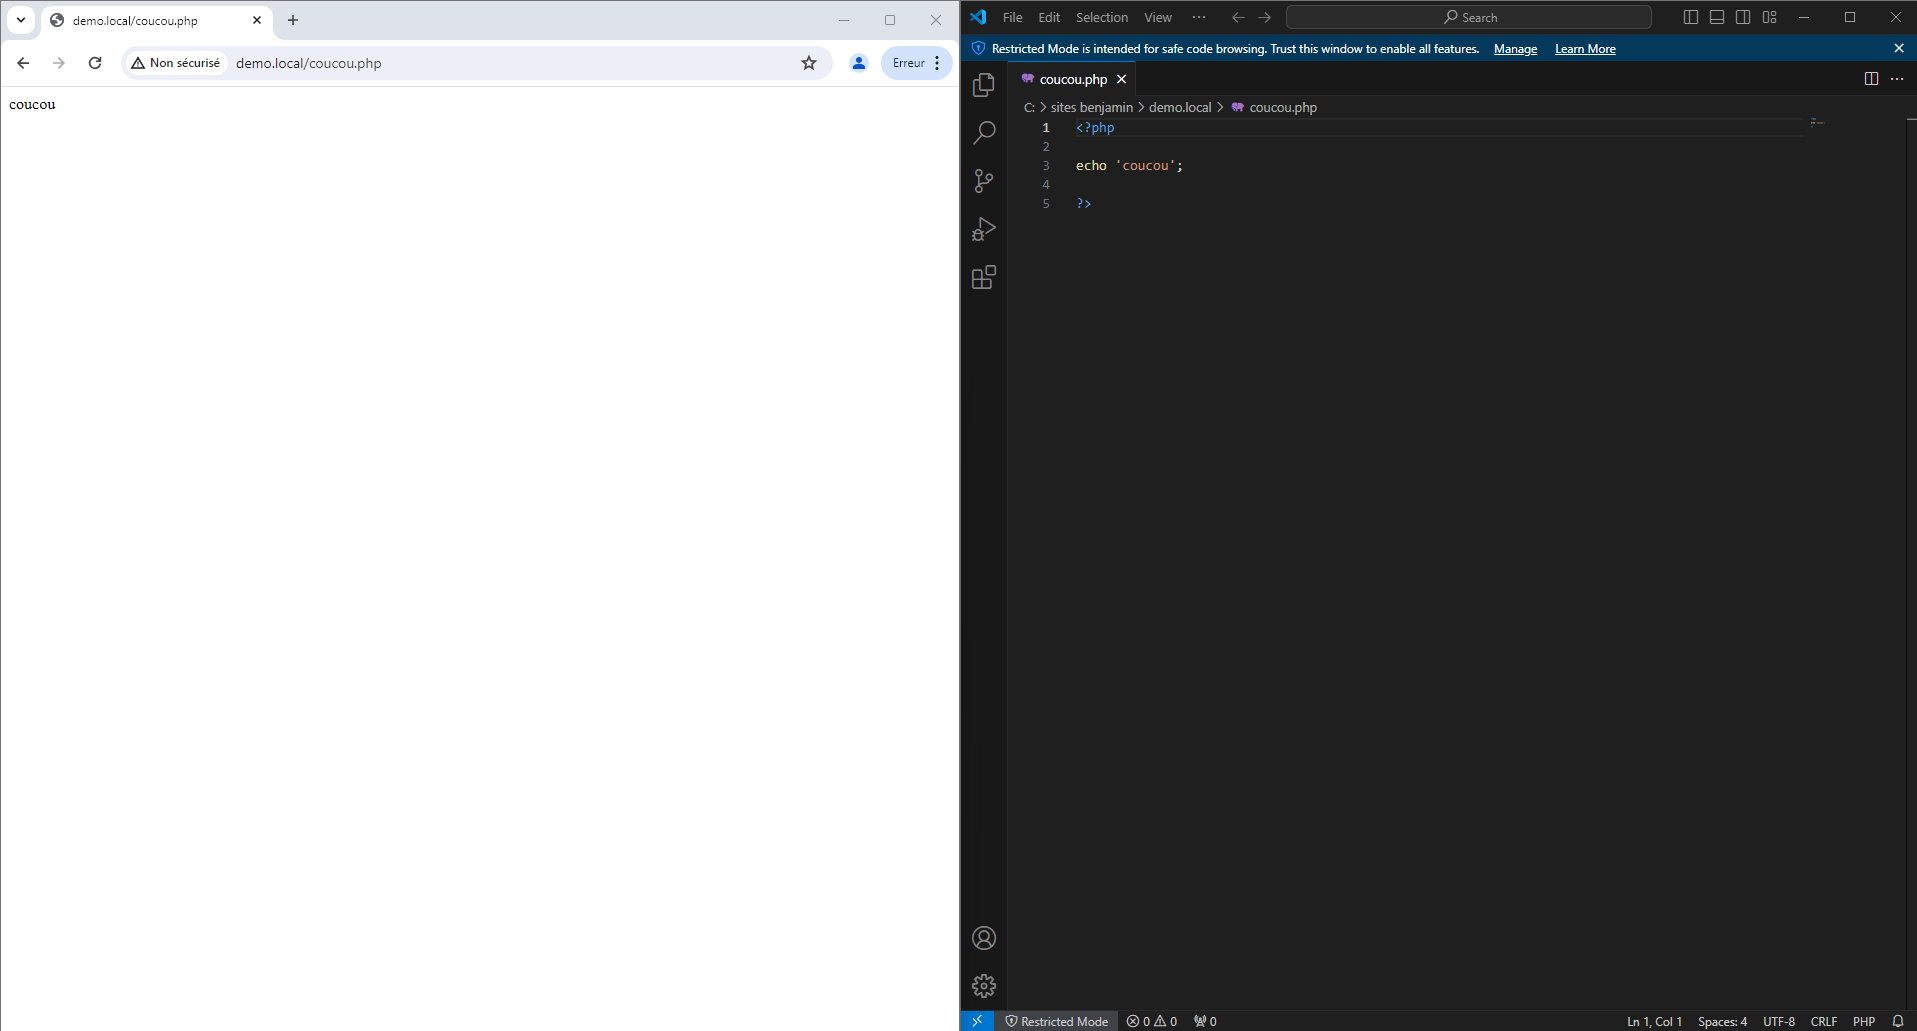 demo.local/coucou.php
Non sécurisé demo.local/coucou.php Erreur
coucou
File Edit Selection View ··· Search
Restricted Mode is intended for safe code browsing. Trust this window to enable all features. Manage Learn More
coucou.php
C: > sites benjamin > demo.local > coucou.php
1 <?php
2
3 echo 'coucou';
4
5 ?>
Restricted Mode 0 0 0 Ln 1, Col 1 Spaces: 4 UTF-8 CRLF PHP